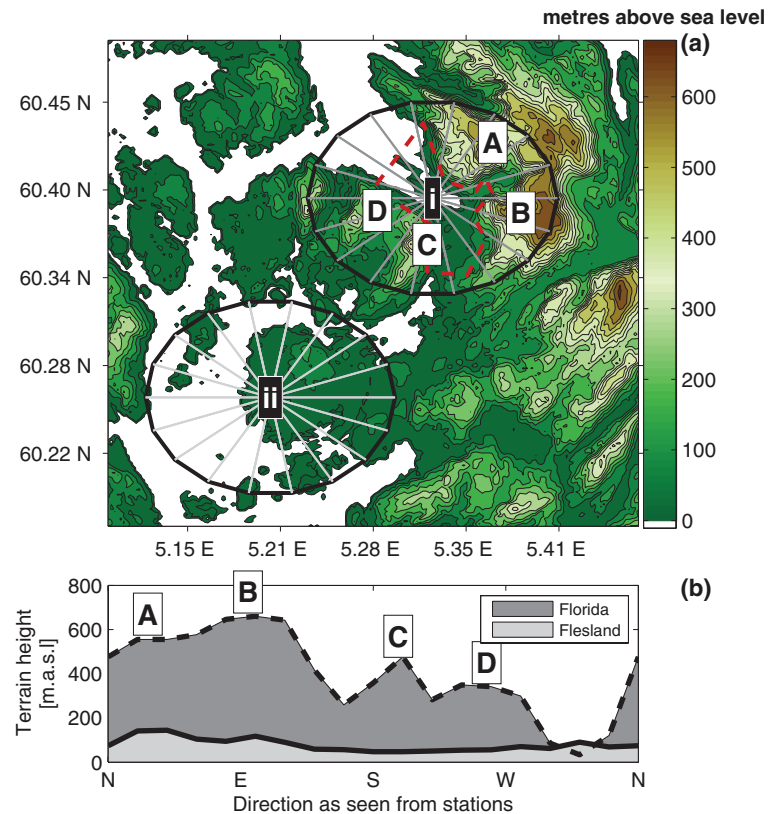 metres above sea level
(a)
60.45 N
60.40 N
60.34 N
60.28 N
60.22 N
5.15 E
5.21 E
5.28 E
5.35 E
5.41 E
A
B
C
D
i
ii
600
500
400
300
200
100
0
(b)
Terrain height
[m.a.s.l]
800
600
400
200
0
A
B
C
D
Florida
Flesland
N
E
S
W
N
Direction as seen from stations